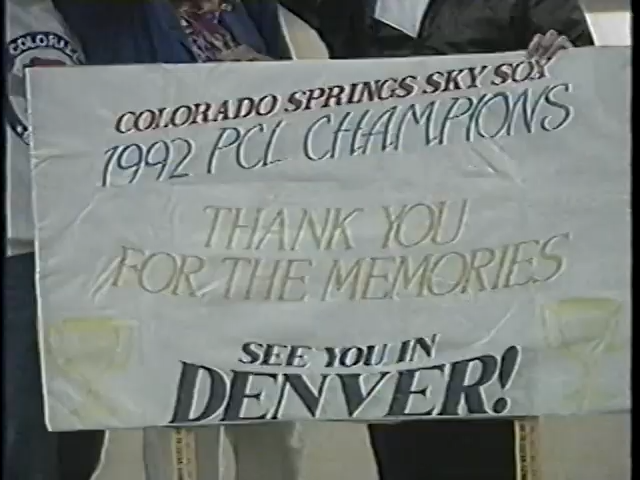 COLORADO SPRINGS SKY SOX
1992 PCL CHAMPIONS
THANK YOU
FOR THE MEMORIES
SEE YOU IN
DENVER!